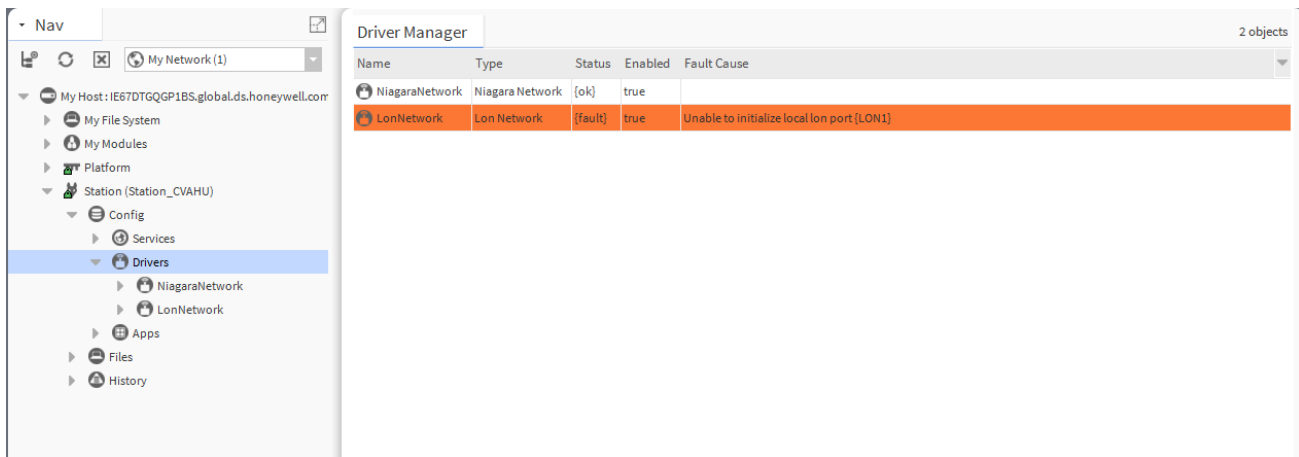 Nav
My Network (1)
My Host : IE67DTGQGP1BS.global.ds.honeywell.com
My File System
My Modules
Platform
Station (Station_CVAHU)
Config
Services
Drivers
NiagaraNetwork
LonNetwork
Apps
Files
History
Driver Manager
2 objects
Name Type Status Enabled Fault Cause
NiagaraNetwork Niagara Network {ok} true
LonNetwork Lon Network {fault} true Unable to initialize local lon port {LON1}